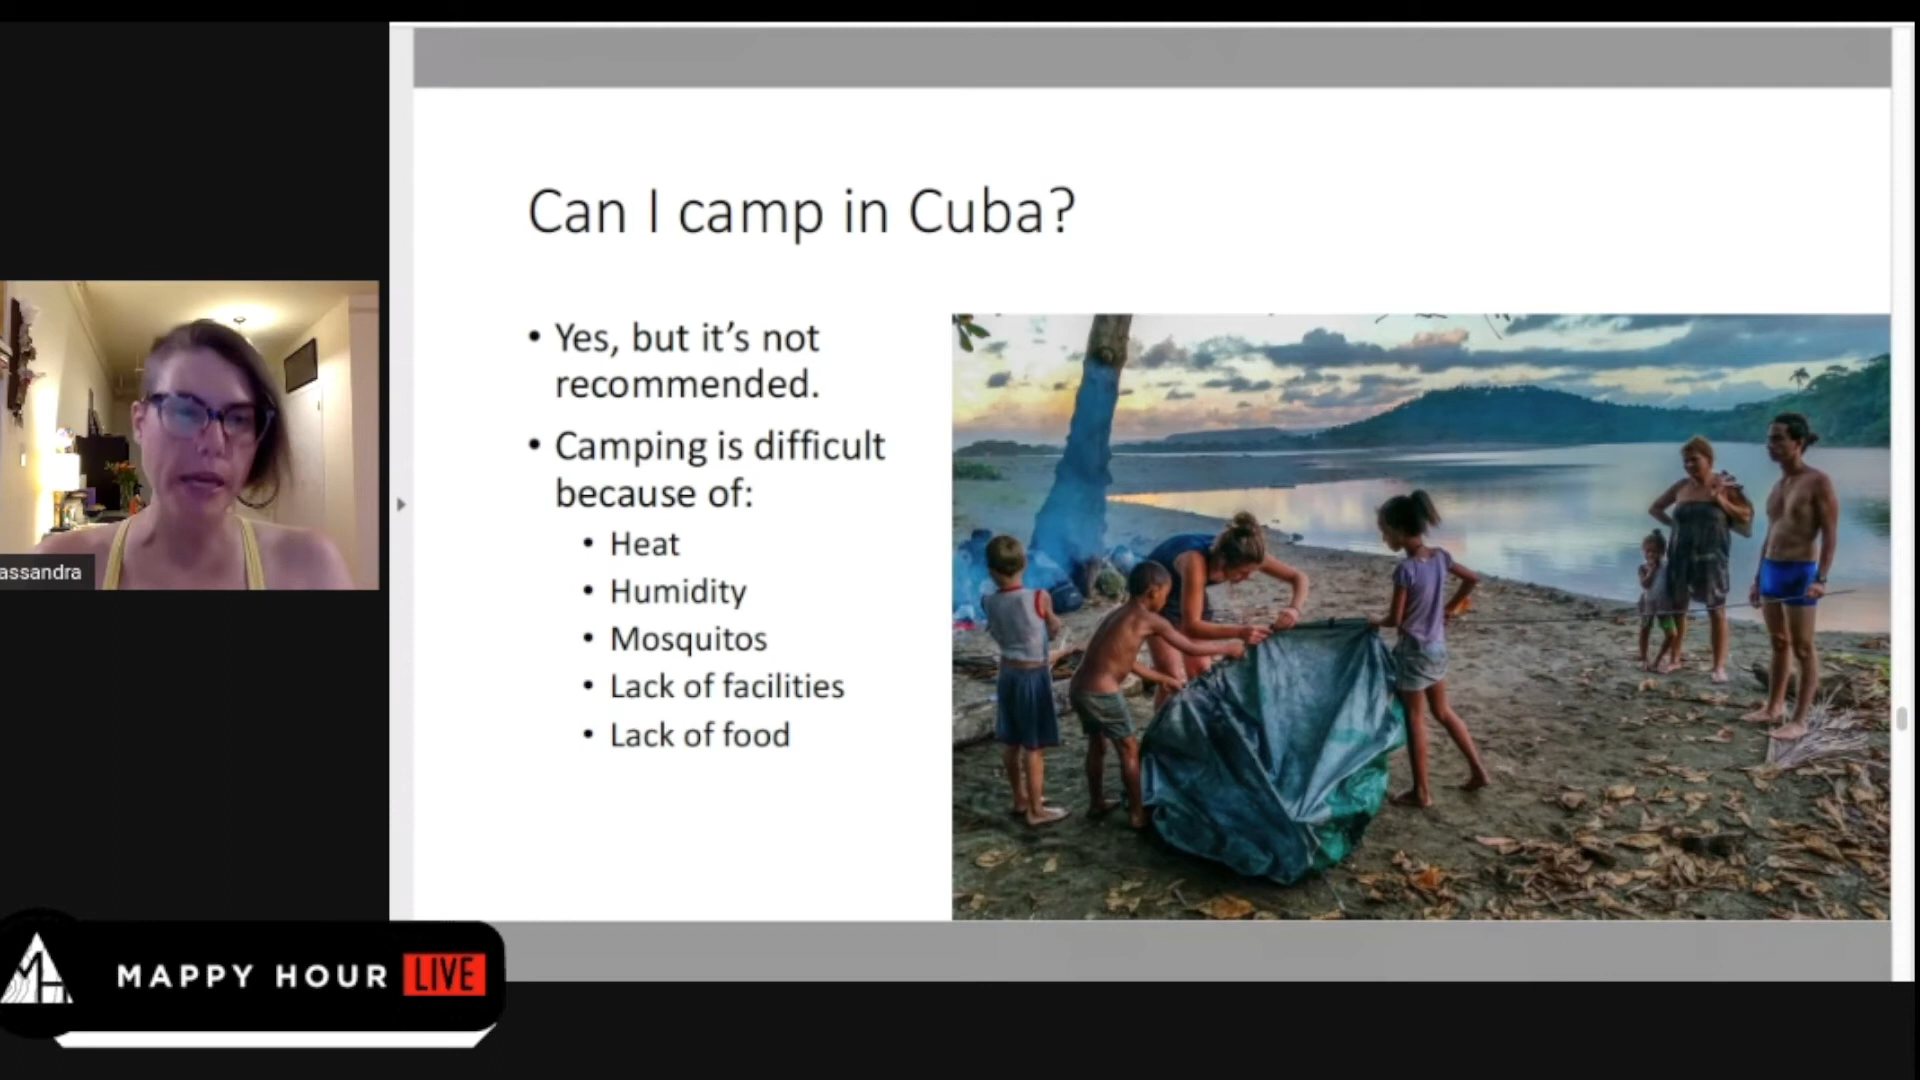 Can I camp in Cuba?
• Yes, but it’s not
recommended.
• Camping is difficult
because of:
• Heat
• Humidity
• Mosquitos
• Lack of facilities
• Lack of food
assandra
MAPPY HOUR LIVE